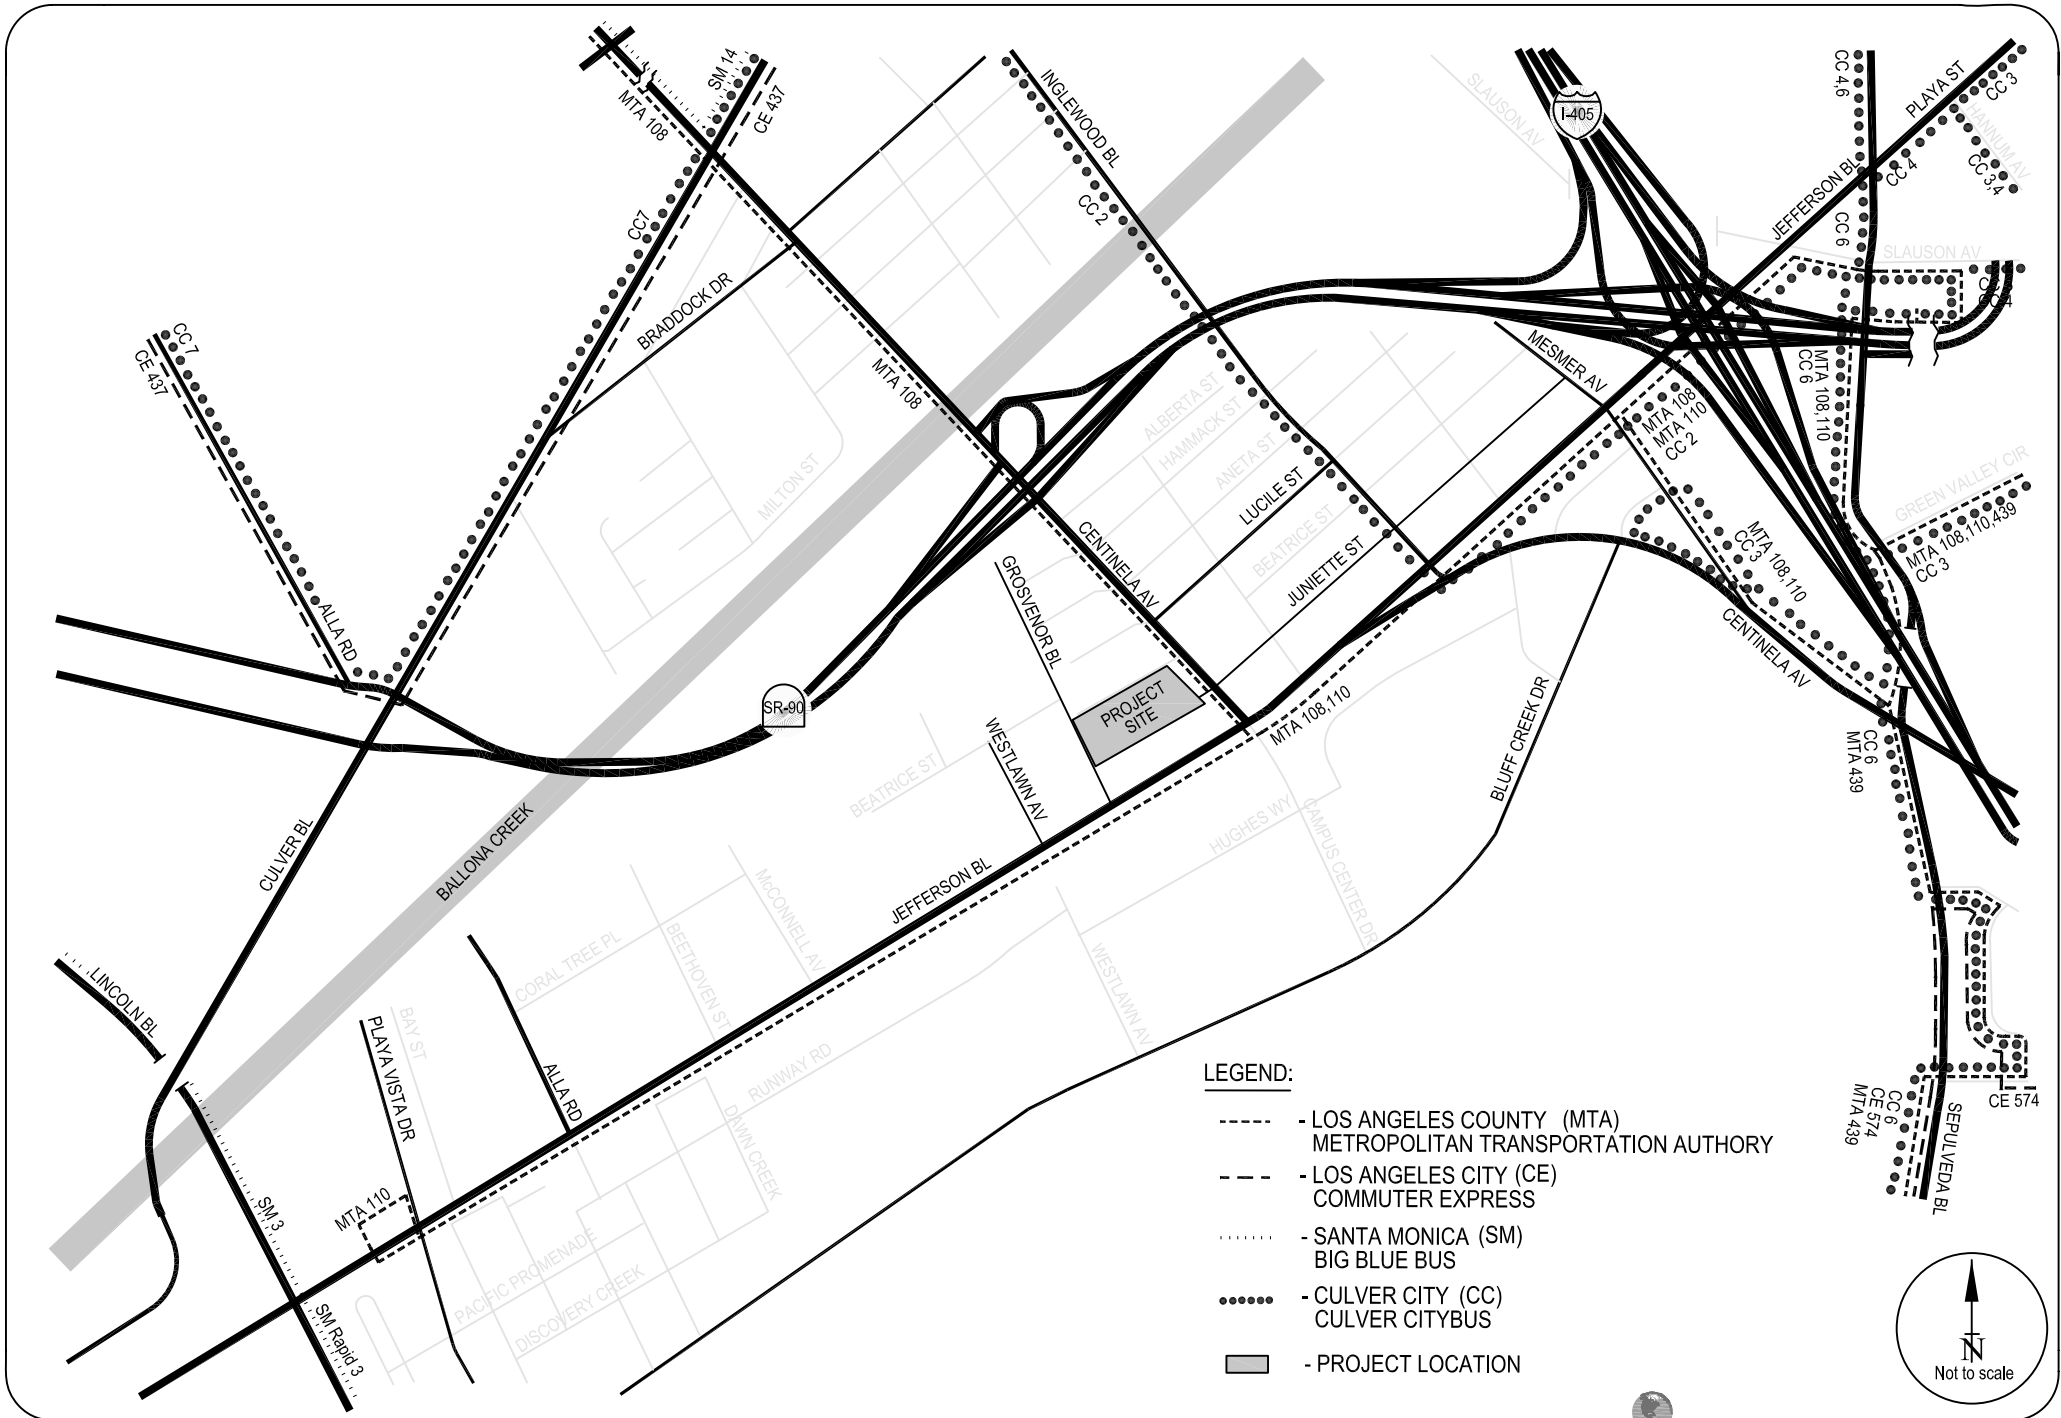 SM 14
MTA 108
CE 437
INGLEWOOD BL
SLAUSON AV
I-405
CC 4,6
PLAYA ST
CC 3
HANNUM AV
CC 3,4
CC 4
JEFFERSON BL
CC7
CC 2
CC 6
SLAUSON AV
BRADDOCK DR
CC 7
CE 437
MTA 108
MESMER AV
MTA 108,110
CC 6
ALBERTA ST
HAMMACK ST
ANETA ST
MTA 108
MTA 110
CC 2
MILTON ST
LUCILE ST
GREEN VALLEY CIR
MTA 108,110,439
CC 3
CENTINELA AV
BEATRICE ST
JUNIETTE ST
MTA 108,110
CC 3
GROSVENOR BL
ALLA RD
CENTINELA AV
PROJECT
SITE
SR-90
MTA 108,110
BLUFF CREEK DR
WESTLAWN AV
BEATRICE ST
CC 6
MTA 439
CULVER BL
BALLONA CREEK
HUGHES WY
CAMPUS CENTER DR
JEFFERSON BL
McCONNELL AV
BEETHOVEN ST
CORAL TREE PL
WESTLAWN AV
LINCOLN BL
BAY ST
PLAYA VISTA DR
ALLA RD
RUNWAY RD
DAWN CREEK
LEGEND:
- LOS ANGELES COUNTY (MTA)
METROPOLITAN TRANSPORTATION AUTHORY
- LOS ANGELES CITY (CE)
COMMUTER EXPRESS
- SANTA MONICA (SM)
BIG BLUE BUS
- CULVER CITY (CC)
CULVER CITYBUS
- PROJECT LOCATION
CE 574
CC 6
CE 574
MTA 439
SEPULVEDA BL
SM 3
MTA 110
PACIFIC PROMENADE
DISCOVERY CREEK
SM Rapid 3
N
Not to scale